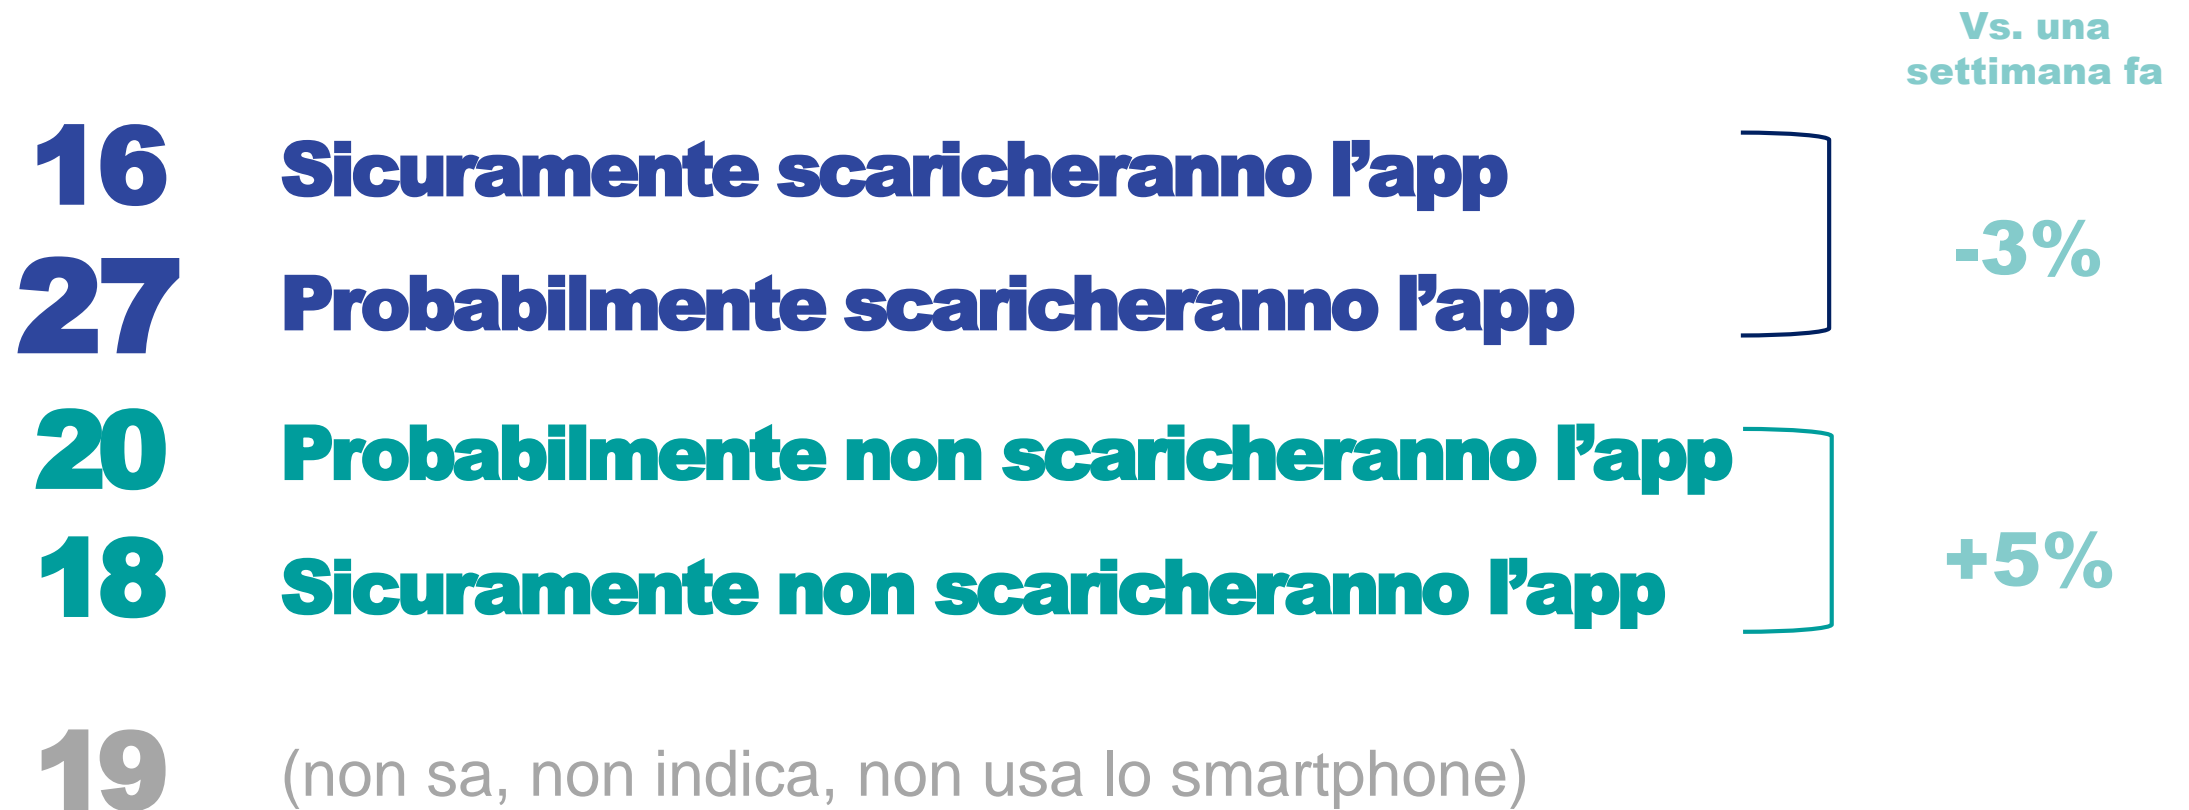 Vs. una
settimana fa
16 Sicuramente scaricheranno l’app
-3%
27 Probabilmente scaricheranno l’app
20 Probabilmente non scaricheranno l’app
+5%
18 Sicuramente non scaricheranno l’app
19 (non sa, non indica, non usa lo smartphone)